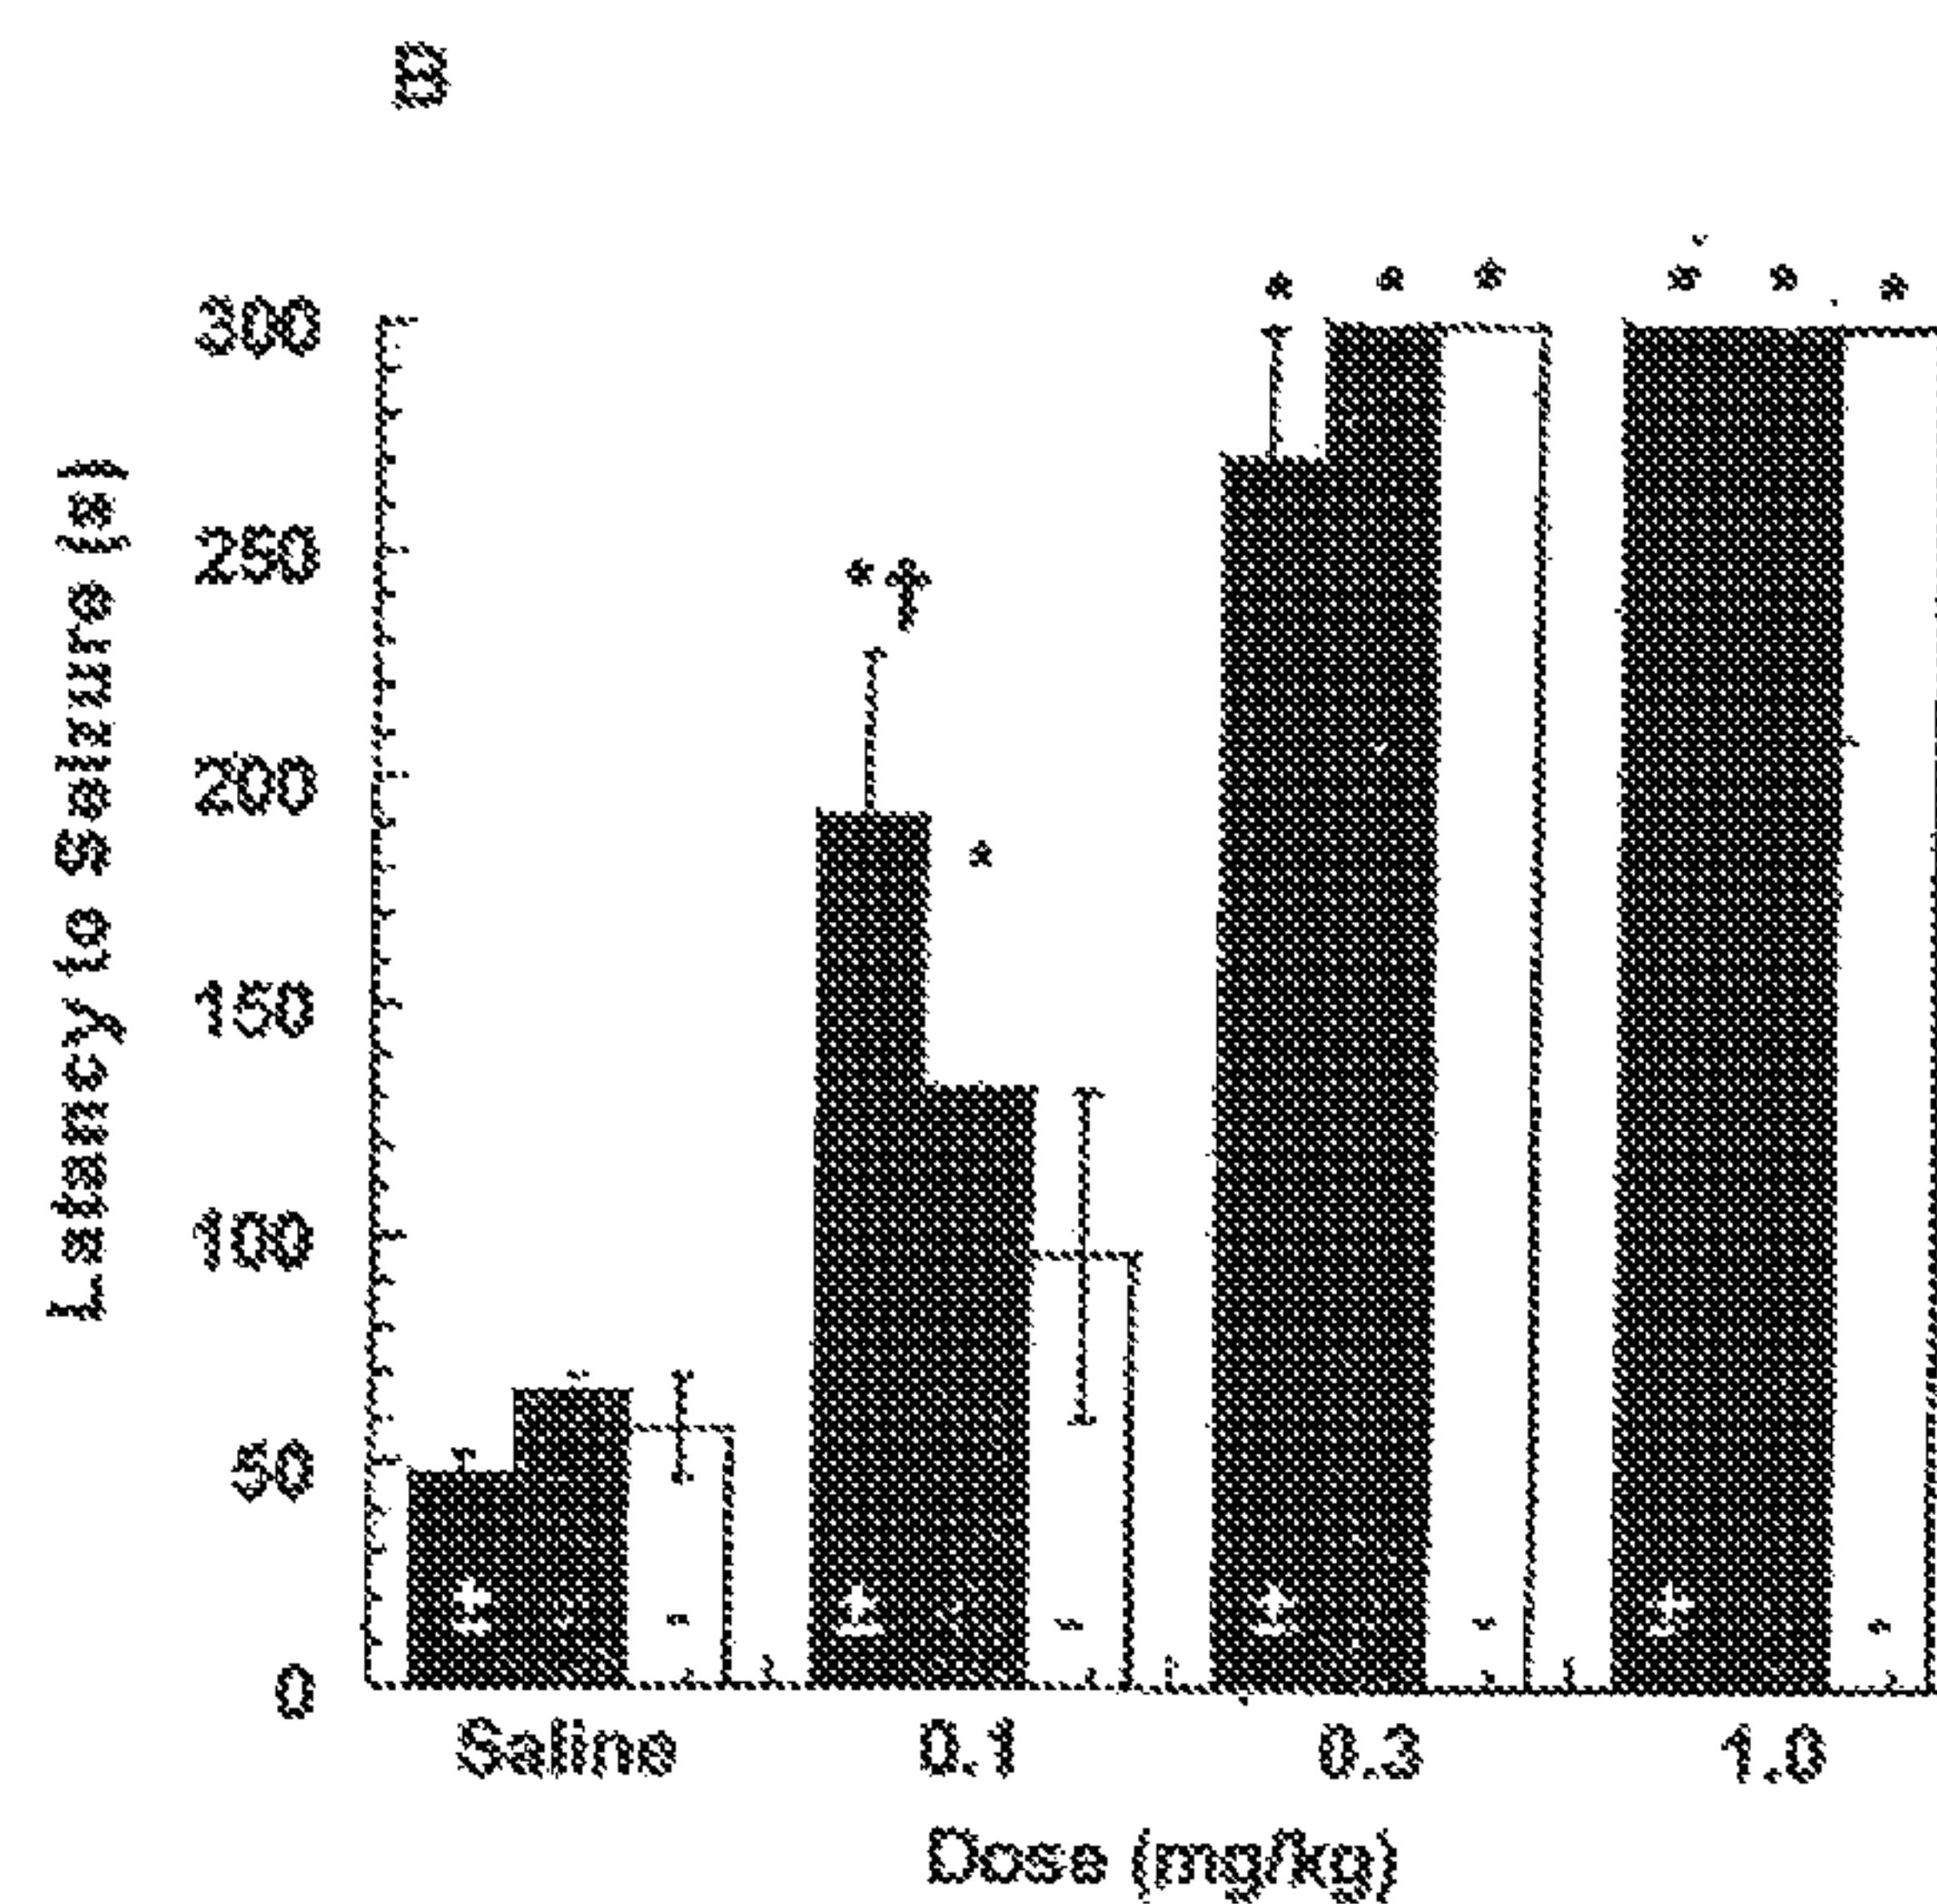 B
* * * * * *
300
250
* †
200
*
150
100
50
0
Latancy to Seizure (s)
± ± ± +
Saline 0.1 0.3 1.0
Dose (mg/kg)